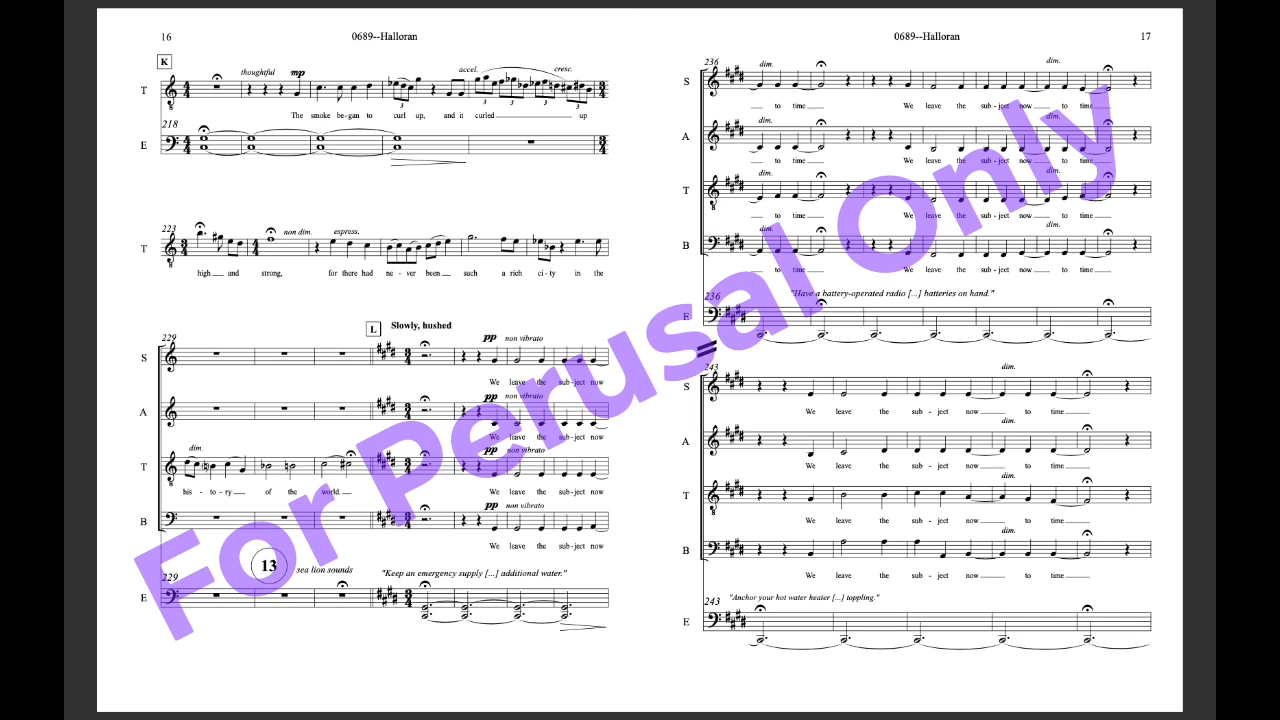 16
0689--Halloran
K
thoughtful mp accel. cresc.
T
3 3 3 3
The smoke be-gan to curl up, and it curled up
218
E
223
non dim. espress.
T
high and strong, for there had ne - ver been such a rich ci - ty in the
L Slowly, hushed
229
pp non vibrato
S
We leave the sub - ject now
pp non vibrato
A
We leave the sub - ject now
dim. pp non vibrato
T
his - to - ry of the world We leave the sub - ject now
pp non vibrato
B
We leave the sub - ject now
13 sea lion sounds "Keep an emergency supply [...] additional water."
229
E
0689--Halloran
17
236
dim. dim.
S
to time We leave the sub - ject now to time
dim. dim.
A
to time We leave the sub - ject now to time
dim. dim.
T
to time We leave the sub - ject now to time
dim. dim.
B
to time We leave the sub - ject now to time
236 "Have a battery-operated radio [...] batteries on hand."
E
243
dim.
S
We leave the sub - ject now to time
dim.
A
We leave the sub - ject now to time
dim.
T
We leave the sub - ject now to time
dim.
B
We leave the sub - ject now to time
"Anchor your hot water heater [...] toppling."
243
E
For Perusal Only